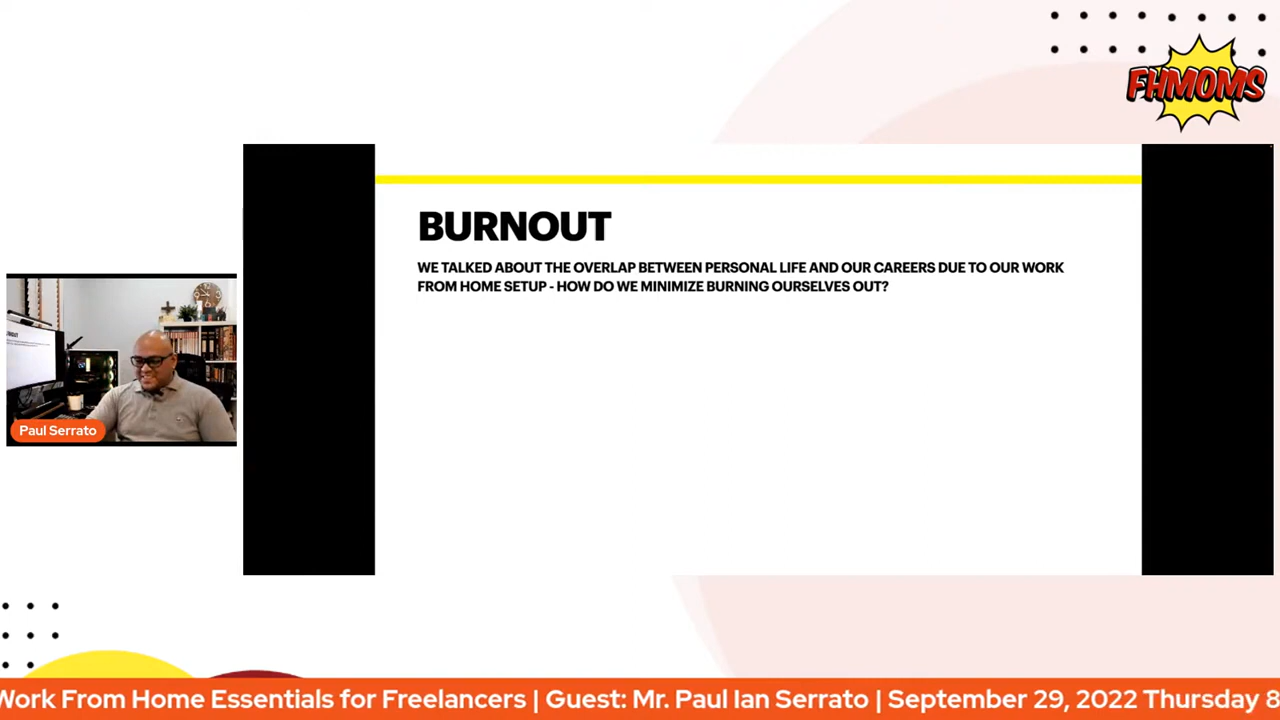 FHMOMS
BURNOUT
WE TALKED ABOUT THE OVERLAP BETWEEN PERSONAL LIFE AND OUR CAREERS DUE TO OUR WORK
FROM HOME SETUP - HOW DO WE MINIMIZE BURNING OURSELVES OUT?
Paul Serrato
Work From Home Essentials for Freelancers | Guest: Mr. Paul Ian Serrato | September 29, 2022 Thursday 8